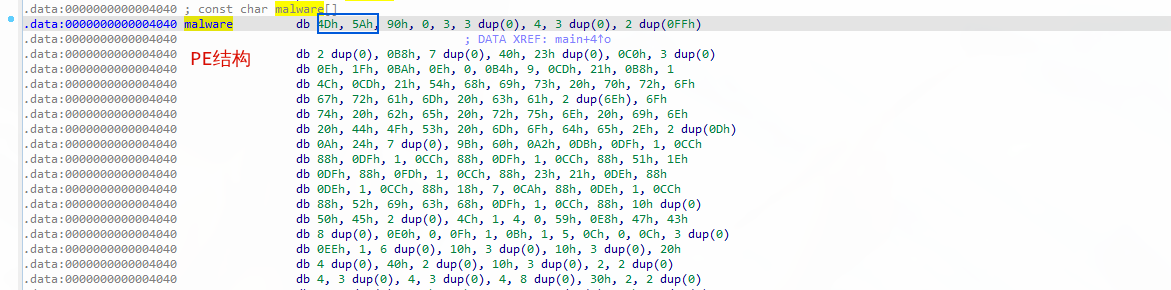 .data:0000000000004040 ; const char malware[]
.data:0000000000004040 malware db 4Dh, 5Ah, 90h, 0, 3, 3 dup(0), 4, 3 dup(0), 2 dup(0FFh)
.data:0000000000004040 ; DATA XREF: main+4↑o
.data:0000000000004040 PE结构 db 2 dup(0), 0B8h, 7 dup(0), 40h, 23h dup(0), 0C0h, 3 dup(0)
.data:0000000000004040 db 0Eh, 1Fh, 0BAh, 0Eh, 0, 0B4h, 9, 0CDh, 21h, 0B8h, 1
.data:0000000000004040 db 4Ch, 0CDh, 21h, 54h, 68h, 69h, 73h, 20h, 70h, 72h, 6Fh
.data:0000000000004040 db 67h, 72h, 61h, 6Dh, 20h, 63h, 61h, 2 dup(6Eh), 6Fh
.data:0000000000004040 db 74h, 20h, 62h, 65h, 20h, 72h, 75h, 6Eh, 20h, 69h, 6Eh
.data:0000000000004040 db 20h, 44h, 4Fh, 53h, 20h, 6Dh, 6Fh, 64h, 65h, 2Eh, 2 dup(0Dh)
.data:0000000000004040 db 0Ah, 24h, 7 dup(0), 9Bh, 60h, 0A2h, 0DBh, 0DFh, 1, 0CCh
.data:0000000000004040 db 88h, 0DFh, 1, 0CCh, 88h, 0DFh, 1, 0CCh, 88h, 51h, 1Eh
.data:0000000000004040 db 0DFh, 88h, 0FDh, 1, 0CCh, 88h, 23h, 21h, 0DEh, 88h
.data:0000000000004040 db 0DEh, 1, 0CCh, 88h, 18h, 7, 0CAh, 88h, 0DEh, 1, 0CCh
.data:0000000000004040 db 88h, 52h, 69h, 63h, 68h, 0DFh, 1, 0CCh, 88h, 10h dup(0)
.data:0000000000004040 db 50h, 45h, 2 dup(0), 4Ch, 1, 4, 0, 59h, 0E8h, 47h, 43h
.data:0000000000004040 db 8 dup(0), 0E0h, 0, 0Fh, 1, 0Bh, 1, 5, 0Ch, 0, 0Ch, 3 dup(0)
.data:0000000000004040 db 0EEh, 1, 6 dup(0), 10h, 3 dup(0), 10h, 3 dup(0), 20h
.data:0000000000004040 db 4 dup(0), 40h, 2 dup(0), 10h, 3 dup(0), 2, 2 dup(0)
.data:0000000000004040 db 4, 3 dup(0), 4, 3 dup(0), 4, 8 dup(0), 30h, 2, 2 dup(0)